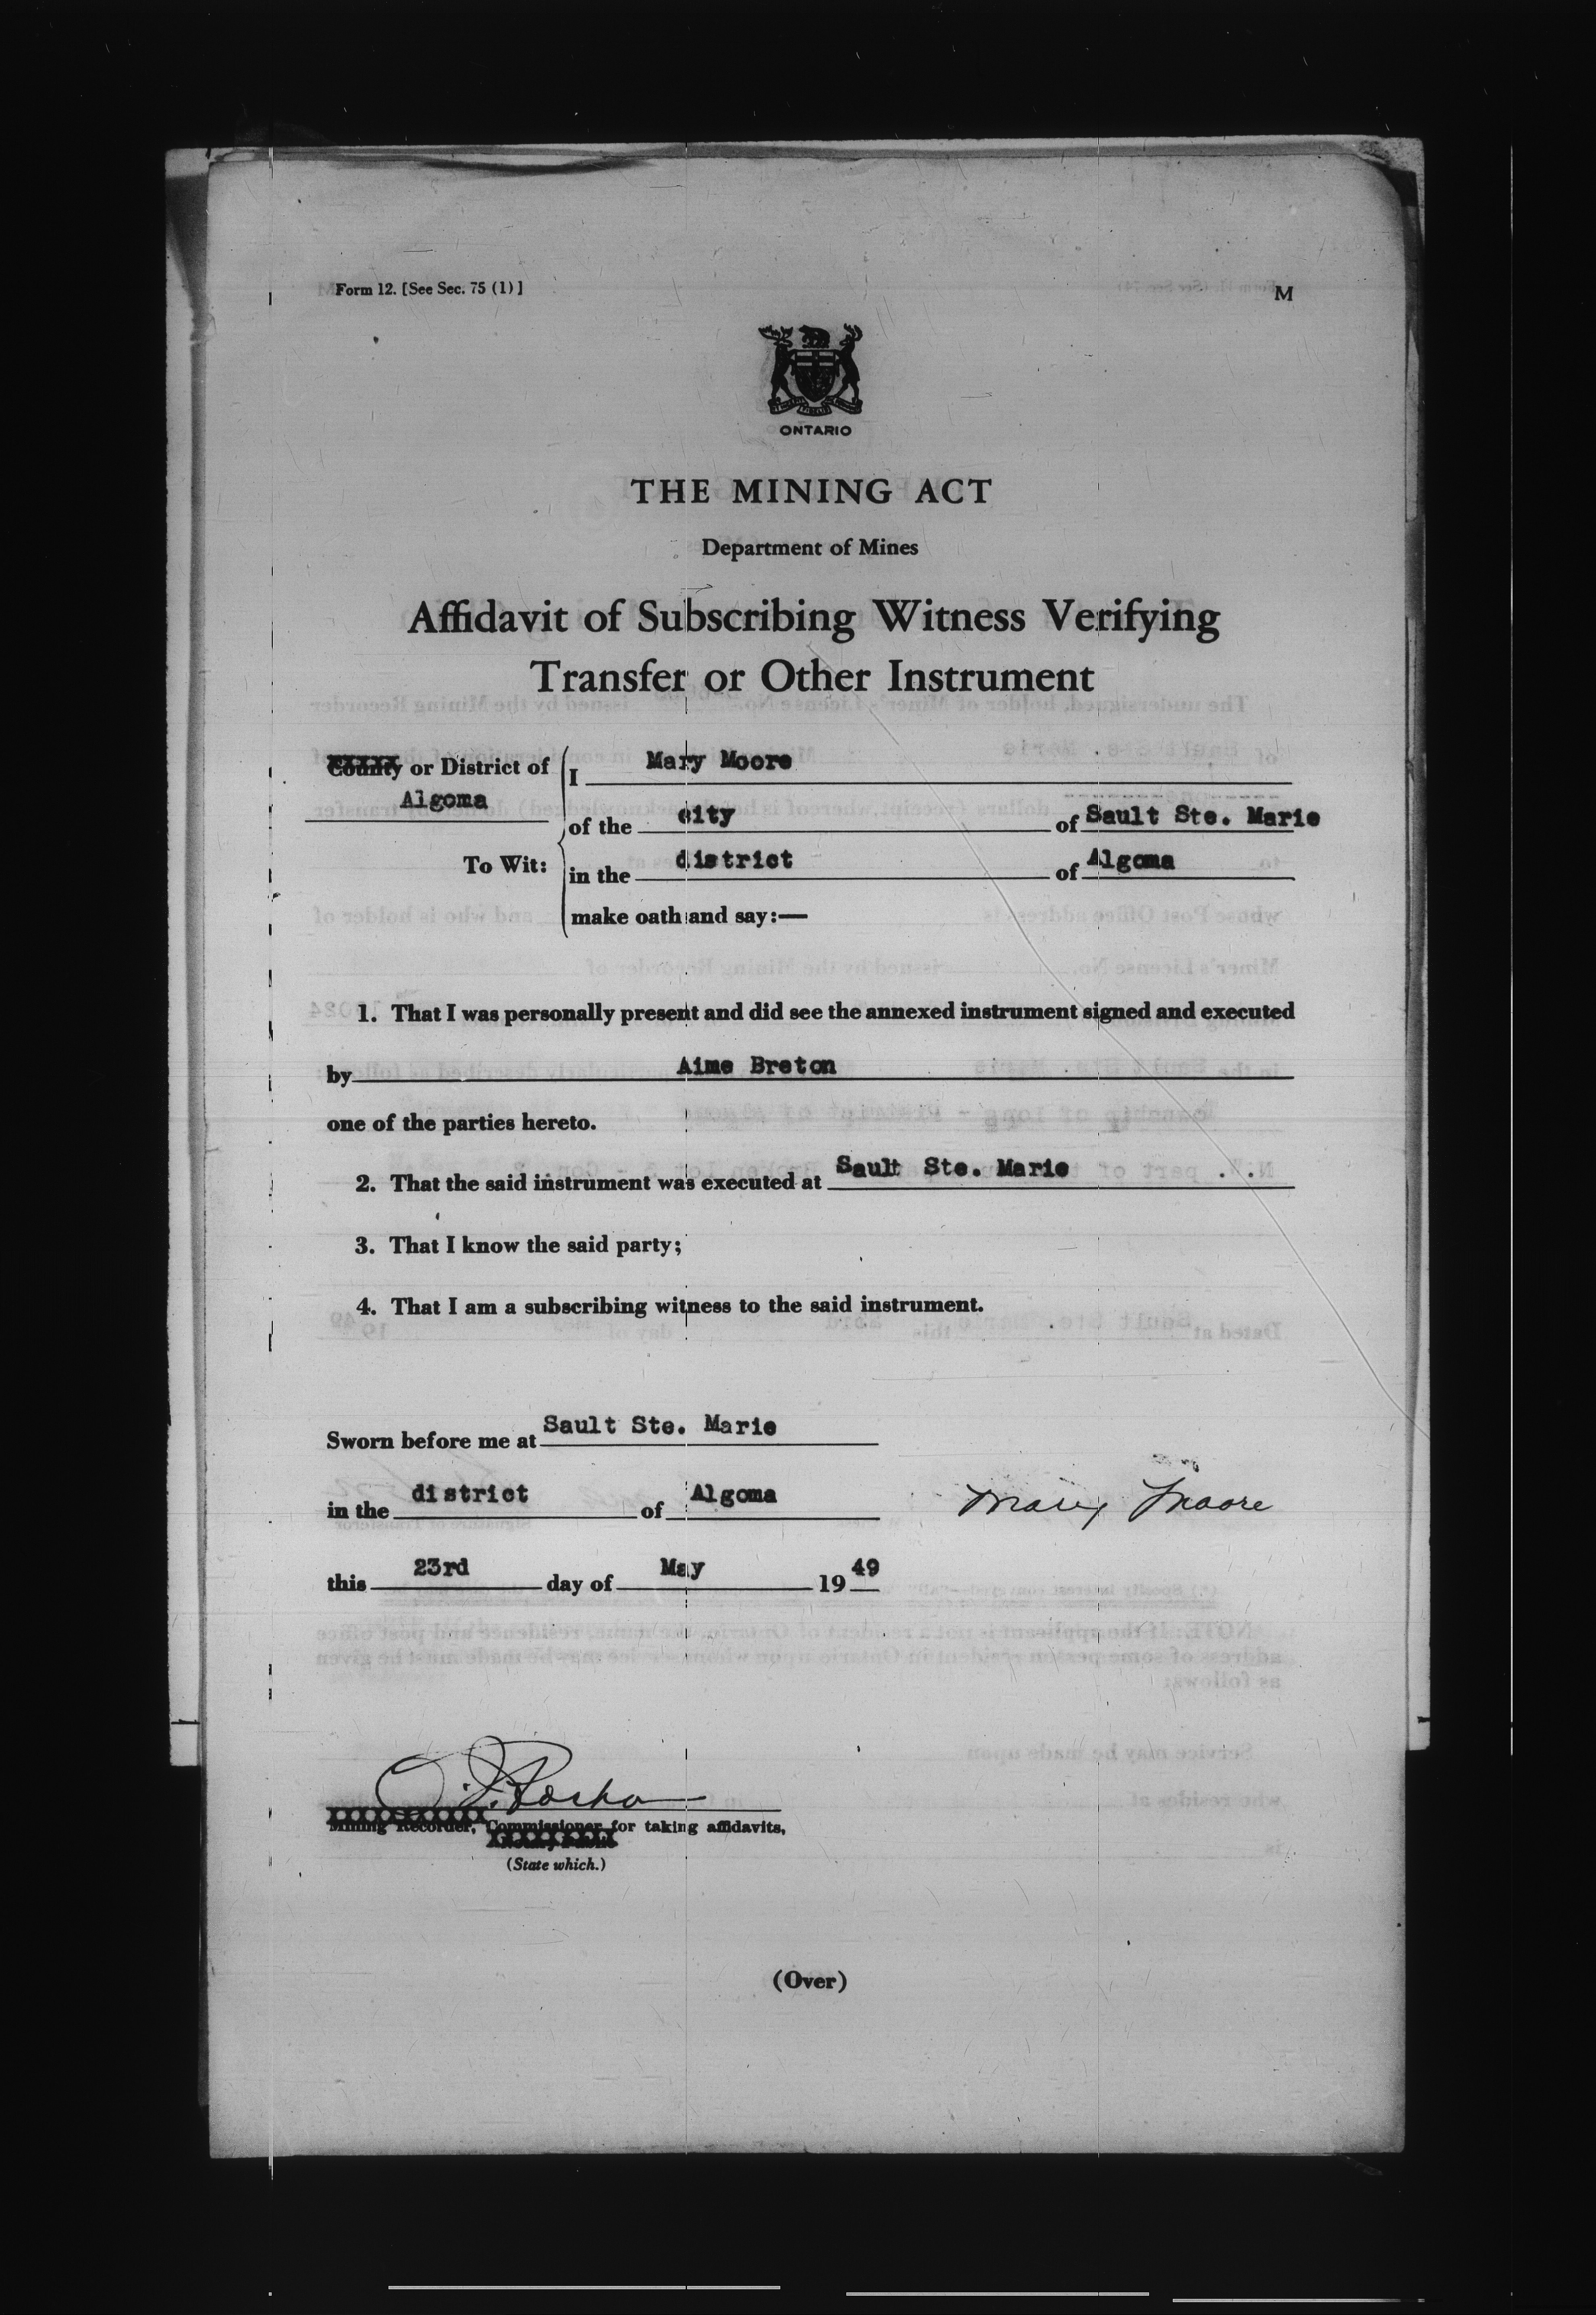 Form 12. [See Sec. 75 (1)]
M
ONTARIO
THE MINING ACT
Department of Mines
Affidavit of Subscribing Witness Verifying
Transfer or Other Instrument
County or District of
Algoma
To Wit:
I Mary Moore
of the city of Sault Ste. Marie
in the district of Algoma
make oath and say:—
1. That I was personally present and did see the annexed instrument signed and executed
by Aime Breton
one of the parties hereto.
2. That the said instrument was executed at Sault Ste. Marie
3. That I know the said party;
4. That I am a subscribing witness to the said instrument.
Sworn before me at Sault Ste. Marie
in the district of Algoma
Mary Moore
this 23rd day of May 19 49
Mining Recorder, Commissioner for taking affidavits,
(State which.)
(Over)